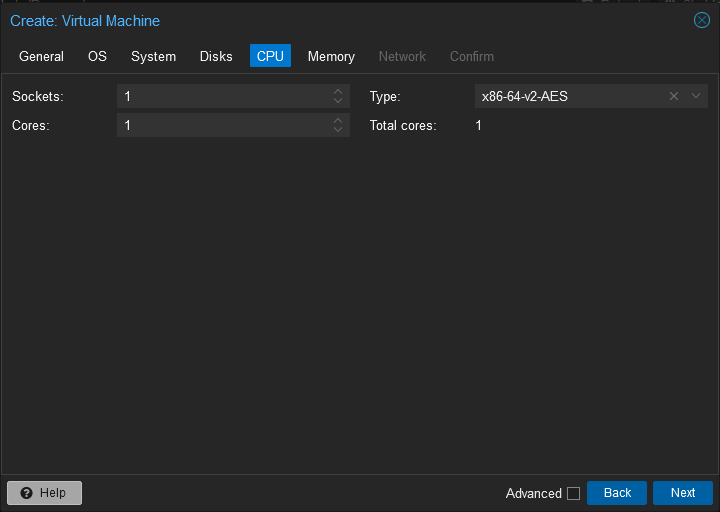 Create: Virtual Machine
General OS System Disks CPU Memory Network Confirm
Sockets: 1 Type: x86-64-v2-AES
Cores: 1 Total cores: 1
Help Advanced Back Next